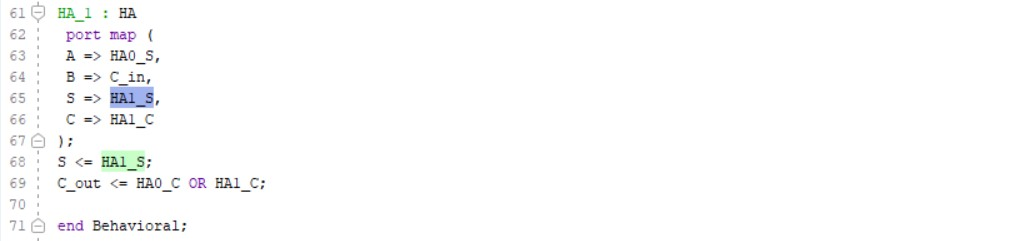 61 HA_1 : HA
62 port map (
63 A => HA0_S,
64 B => C_in,
65 S => HA1_S,
66 C => HA1_C
67 );
68 S <= HA1_S;
69 C_out <= HA0_C OR HA1_C;
70
71 end Behavioral;